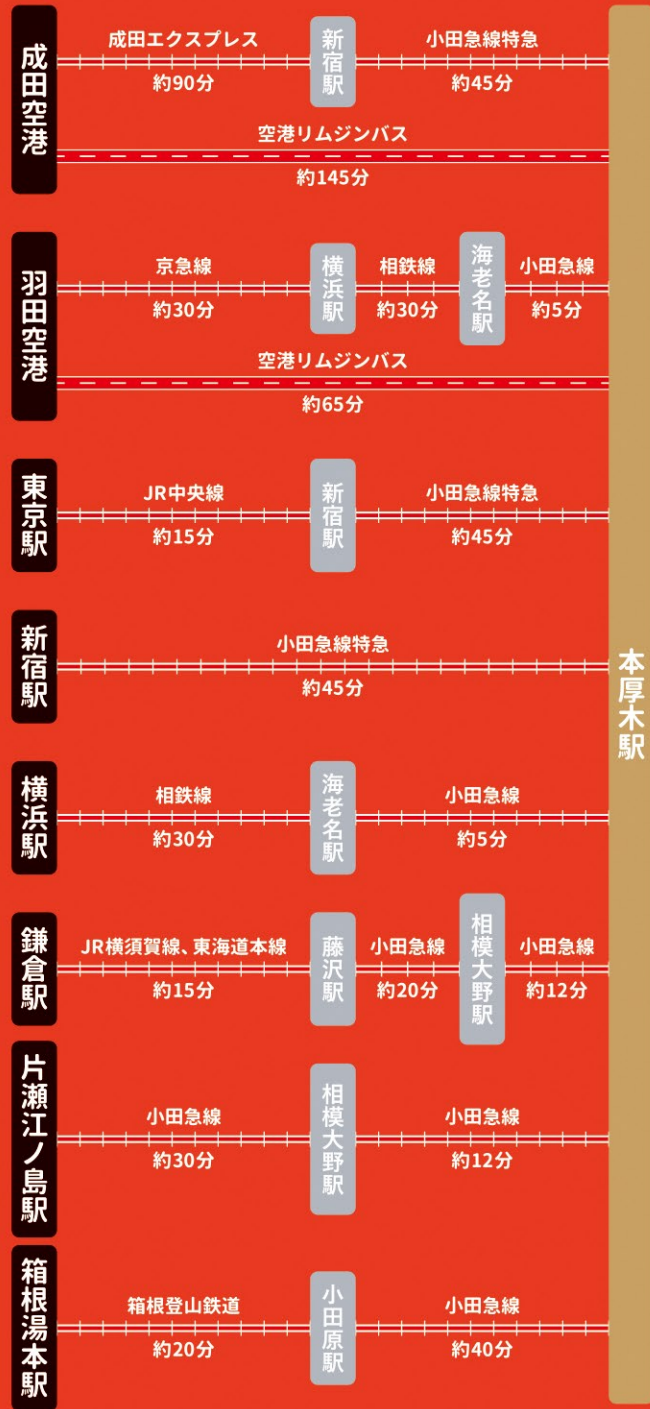 成田空港
成田エクスプレス
約90分
新宿駅
小田急線特急
約45分
空港リムジンバス
約145分
羽田空港
京急線
約30分
横浜駅
相鉄線
約30分
海老名駅
小田急線
約5分
空港リムジンバス
約65分
東京駅
JR中央線
約15分
新宿駅
小田急線特急
約45分
新宿駅
小田急線特急
約45分
横浜駅
相鉄線
約30分
海老名駅
小田急線
約5分
鎌倉駅
JR横須賀線、東海道本線
約15分
藤沢駅
小田急線
約20分
相模大野駅
小田急線
約12分
片瀬江ノ島駅
小田急線
約30分
相模大野駅
小田急線
約12分
箱根湯本駅
箱根登山鉄道
約20分
小田原駅
小田急線
約40分
本厚木駅